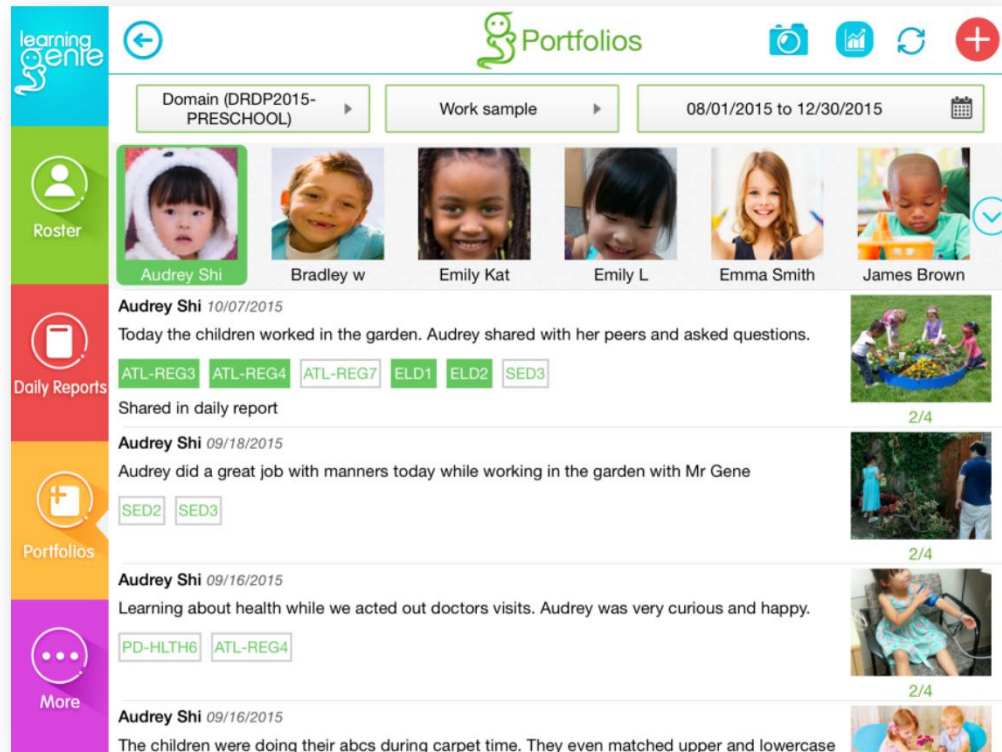 learning
genie
Portfolios
Domain (DRDP2015-
PRESCHOOL)
Work sample
08/01/2015 to 12/30/2015
Roster
Daily Reports
Portfolios
More
Audrey Shi
Bradley w
Emily Kat
Emily L
Emma Smith
James Brown
Audrey Shi 10/07/2015
Today the children worked in the garden. Audrey shared with her peers and asked questions.
ATL-REG3 ATL-REG4 ATL-REG7 ELD1 ELD2 SED3
Shared in daily report
2/4
Audrey Shi 09/18/2015
Audrey did a great job with manners today while working in the garden with Mr Gene
SED2 SED3
2/4
Audrey Shi 09/16/2015
Learning about health while we acted out doctors visits. Audrey was very curious and happy.
PD-HLTH6 ATL-REG4
2/4
Audrey Shi 09/16/2015
The children were doing their abcs during carpet time. They even matched upper and lowercase